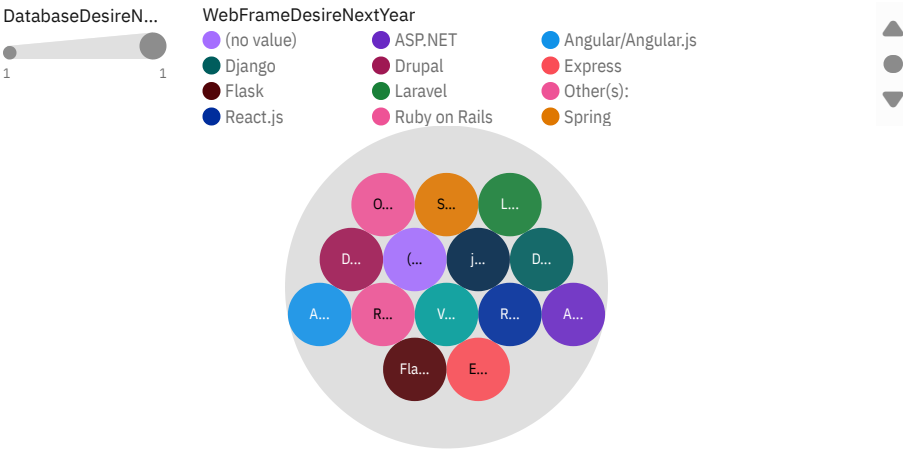 DatabaseDesireN...
1 1
WebFrameDesireNextYear
(no value) ASP.NET Angular/Angular.js
Django Drupal Express
Flask Laravel Other(s):
React.js Ruby on Rails Spring
O... S... L...
D... (... j... D...
A... R... V... R... A...
Fla... E...